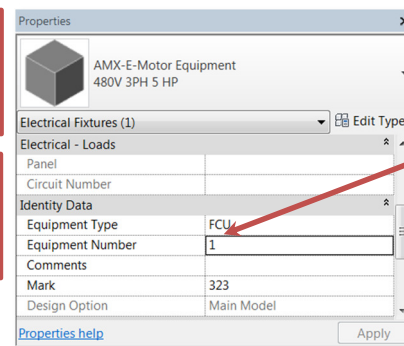 Properties
AMX-E-Motor Equipment
480V 3PH 5 HP
Electrical Fixtures (1)
Edit Type
Electrical - Loads
Panel
Circuit Number
Identity Data
Equipment Type FCU
Equipment Number 1
Comments
Mark 323
Design Option Main Model
Properties help
Apply